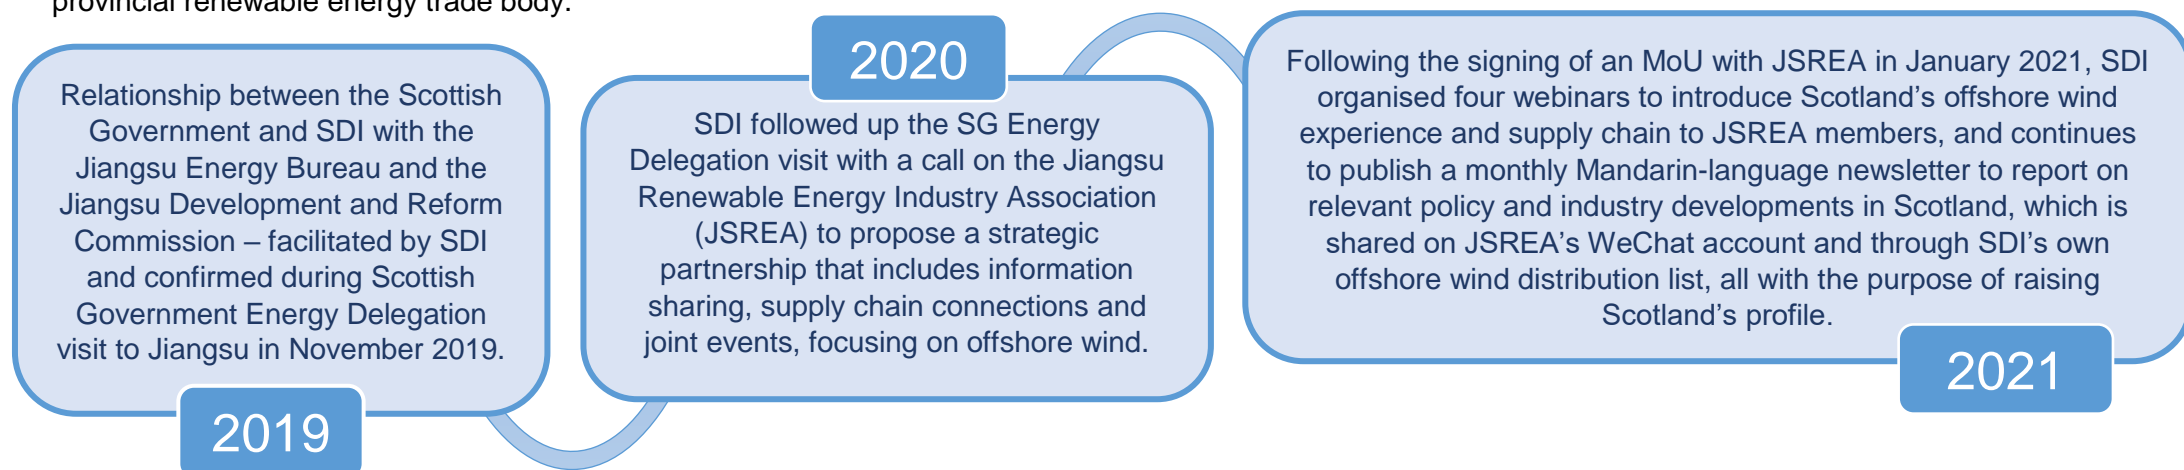 provincial renewable energy trade body.
Relationship between the Scottish
Government and SDI with the
Jiangsu Energy Bureau and the
Jiangsu Development and Reform
Commission – facilitated by SDI
and confirmed during Scottish
Government Energy Delegation
visit to Jiangsu in November 2019.
2019
2020
SDI followed up the SG Energy
Delegation visit with a call on the Jiangsu
Renewable Energy Industry Association
(JSREA) to propose a strategic
partnership that includes information
sharing, supply chain connections and
joint events, focusing on offshore wind.
Following the signing of an MoU with JSREA in January 2021, SDI
organised four webinars to introduce Scotland’s offshore wind
experience and supply chain to JSREA members, and continues
to publish a monthly Mandarin-language newsletter to report on
relevant policy and industry developments in Scotland, which is
shared on JSREA’s WeChat account and through SDI’s own
offshore wind distribution list, all with the purpose of raising
Scotland’s profile.
2021